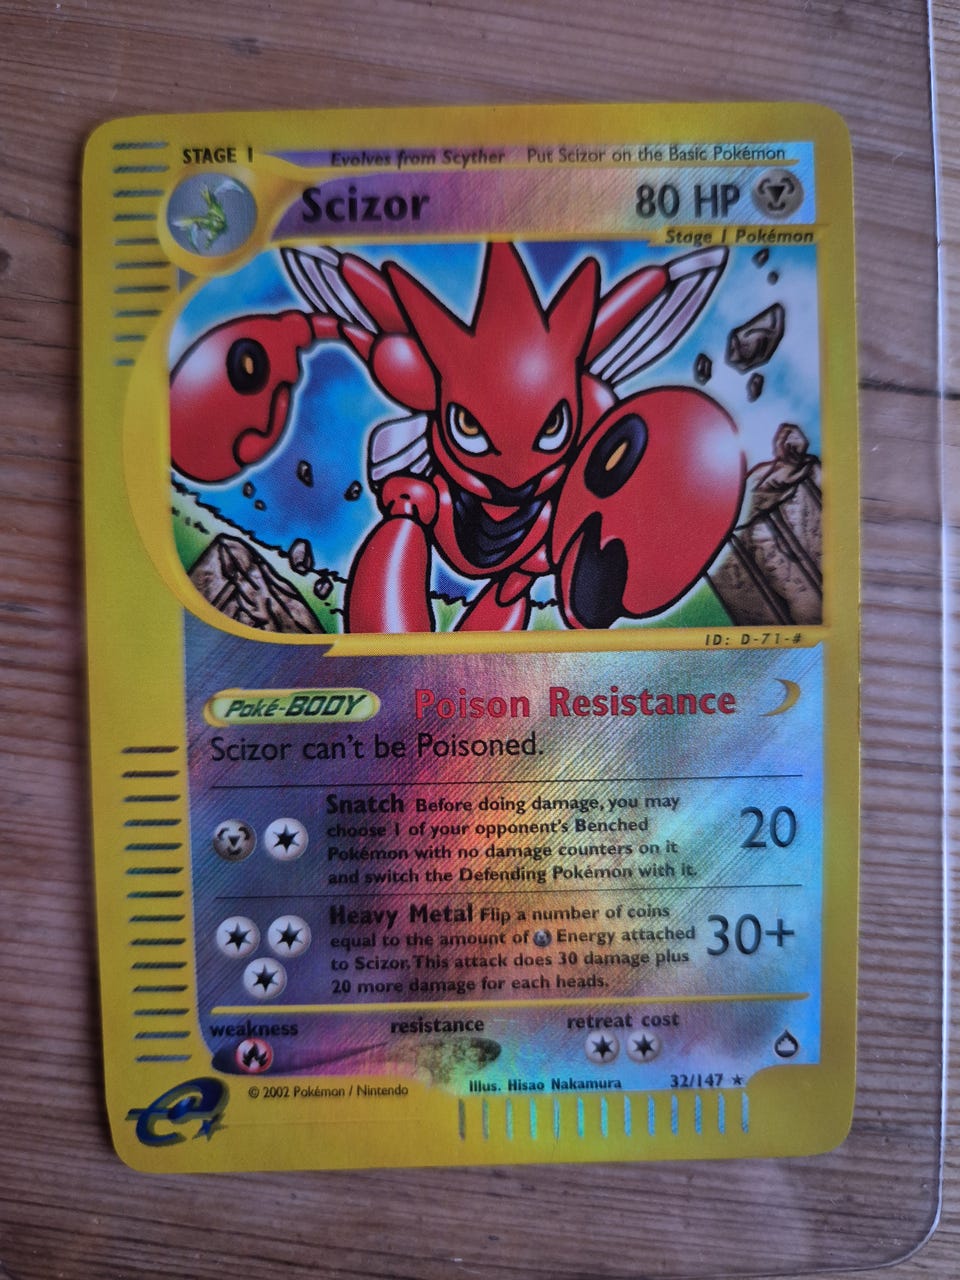 STAGE 1 Evolves from Scyther Put Scizor on the Basic Pokémon
Scizor 80 HP
Stage 1 Pokémon
ID: D-71-#
Poké-BODY Poison Resistance
Scizor can't be Poisoned.
Snatch Before doing damage, you may
choose 1 of your opponent's Benched
Pokémon with no damage counters on it
and switch the Defending Pokémon with it.
20
Heavy Metal Flip a number of coins
equal to the amount of Energy attached
to Scizor. This attack does 30 damage plus
20 more damage for each heads.
30+
weakness resistance retreat cost
© 2002 Pokémon / Nintendo Illus. Hisao Nakamura 32/147 ★
e